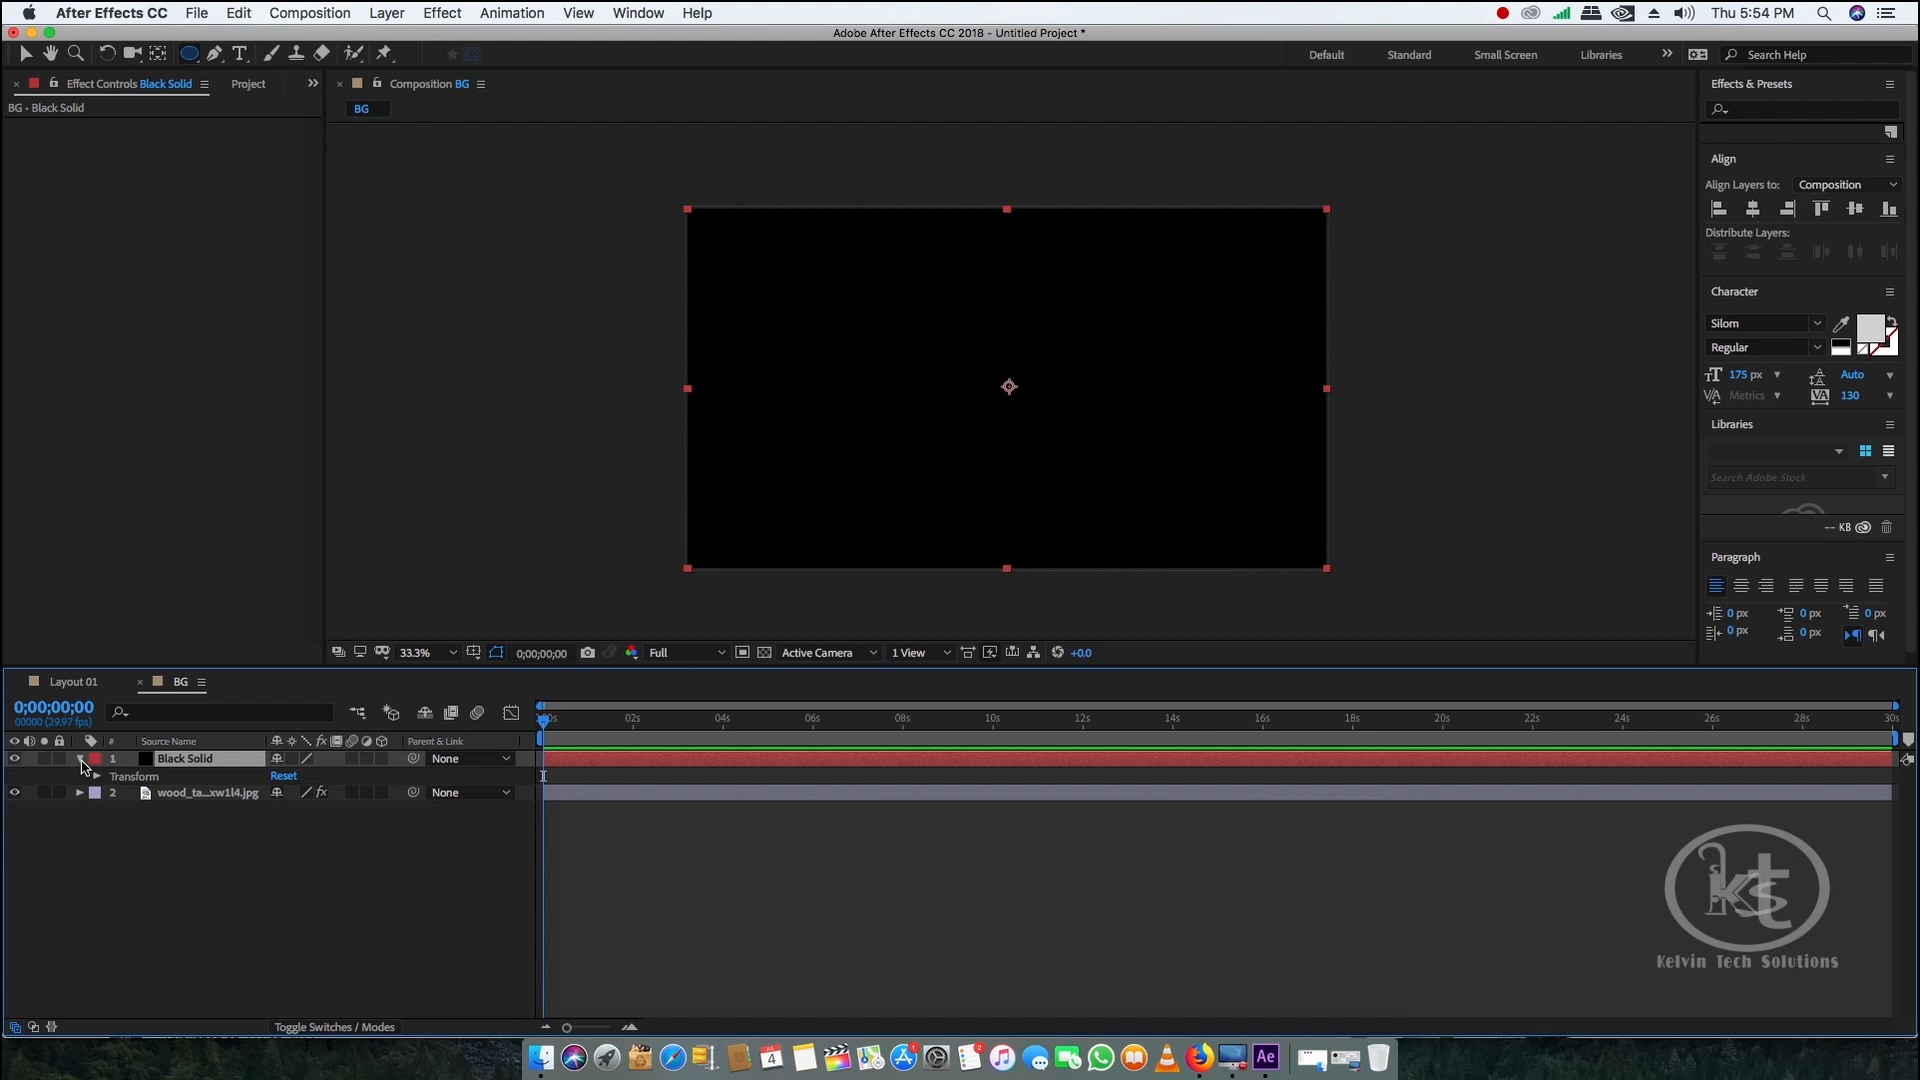 After Effects CC File Edit Composition Layer Effect Animation View Window Help Thu 5:54 PM
Adobe After Effects CC 2018 - Untitled Project *
Default Standard Small Screen Libraries Search Help
Effect Controls Black Solid Project
Composition BG
Effects & Presets
BG • Black Solid
BG
Align
Align Layers to: Composition
Distribute Layers:
Character
Silom
Regular
175 px Auto
Metrics 130
Libraries
Search Adobe Stock
-- KB
Paragraph
0 px 0 px 0 px
0 px 0 px
33.3% 0;00;00;00 Full Active Camera 1 View +0.0
Layout 01 BG
0;00;00;00
00000 (29.97 fps)
02s 04s 06s 08s 10s 12s 14s 16s 18s 20s 22s 24s 26s 28s 30s
# Source Name Parent & Link
1 Black Solid None
Transform Reset
2 wood_ta...xw1l4.jpg None
kts
Kelvin Tech Solutions
Toggle Switches / Modes
4
1
2
Ae